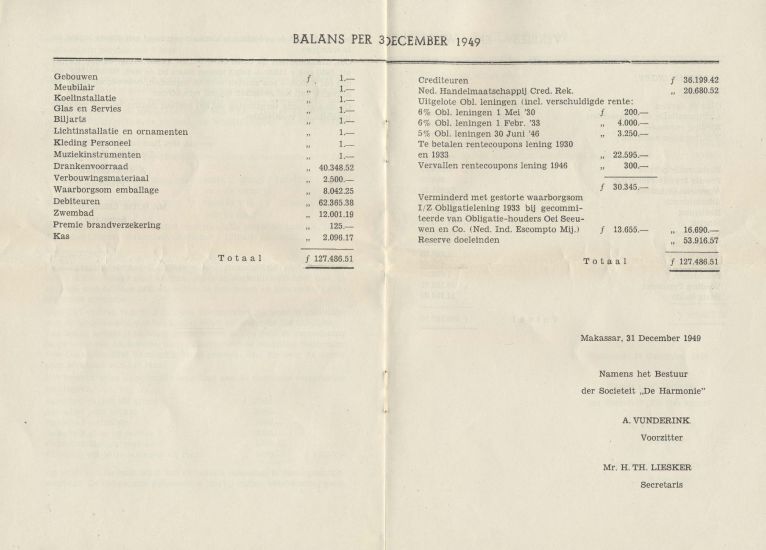 BALANS PER 3 DECEMBER 1949
Gebouwen ƒ 1.—
Meubilair „ 1.—
Koelinstallatie „ 1.—
Glas en Servies „ 1.—
Biljarts „ 1.—
Lichtinstallatie en ornamenten „ 1.—
Kleding Personeel „ 1.—
Muziekinstrumenten „ 1.—
Drankenvoorraad „ 40.348.52
Verbouwingsmateriaal „ 2.500.—
Waarborgsom emballage „ 8.042.25
Debiteuren „ 62.365.38
Zwembad „ 12.001.19
Premie brandverzekering „ 125.—
Kas „ 2.096.17
Totaal ƒ 127.486.51
Crediteuren ƒ 36.199.42
Ned. Handelmaatschappij Cred. Rek. „ 20.680.52
Uitgelote Obl. leningen (incl. verschuldigde rente:
6% Obl. leningen 1 Mei '30 ƒ 200.—
6% Obl. leningen 1 Febr. '33 „ 4.000.—
5% Obl. leningen 30 Juni '46 „ 3.250.—
Te betalen rentecoupons lening 1930
en 1933 „ 22.595.—
Vervallen rentecoupons lening 1946 „ 300.—
ƒ 30.345.—
Verminderd met gestorte waarborgsom
I/Z Obligatielening 1933 bij gecommi-
teerde van Obligatie-houders Oei Seeu-
wen en Co. (Ned. Ind. Escompto Mij.) ƒ 13.655.— „ 16.690.—
Reserve doeleinden „ 53.916.57
Totaal ƒ 127.486.51
Makassar, 31 December 1949
Namens het Bestuur
der Societeit „De Harmonie"
A. VUNDERINK
Voorzitter
Mr. H. TH. LIESKER
Secretaris